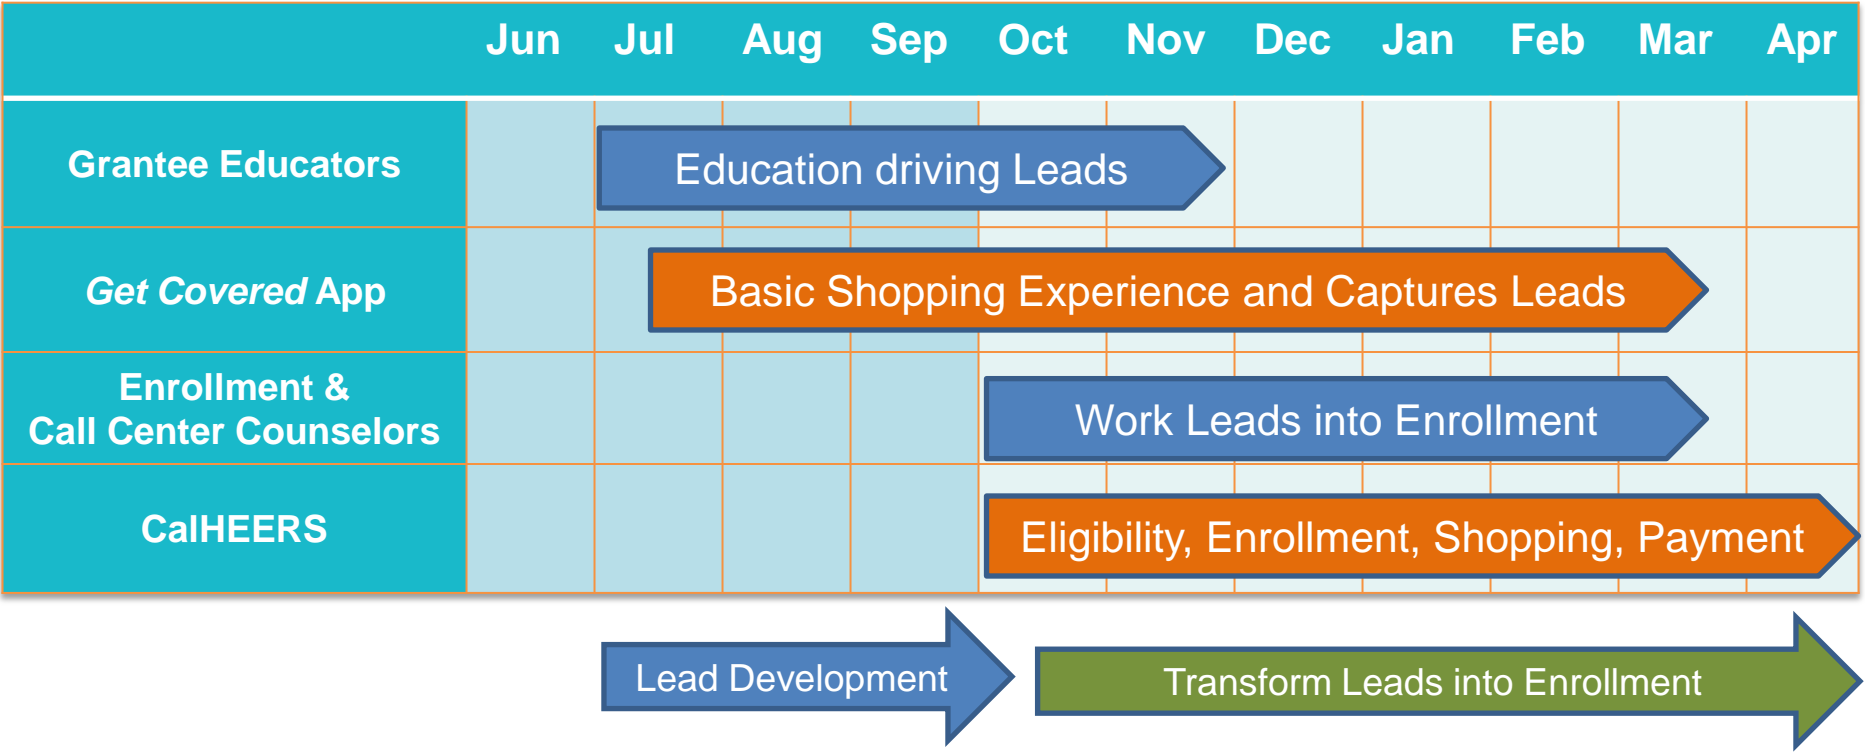 Jun Jul Aug Sep Oct Nov Dec Jan Feb Mar Apr
Grantee Educators
Education driving Leads
Get Covered App
Basic Shopping Experience and Captures Leads
Enrollment &
Call Center Counselors
Work Leads into Enrollment
CalHEERS
Eligibility, Enrollment, Shopping, Payment
Lead Development
Transform Leads into Enrollment